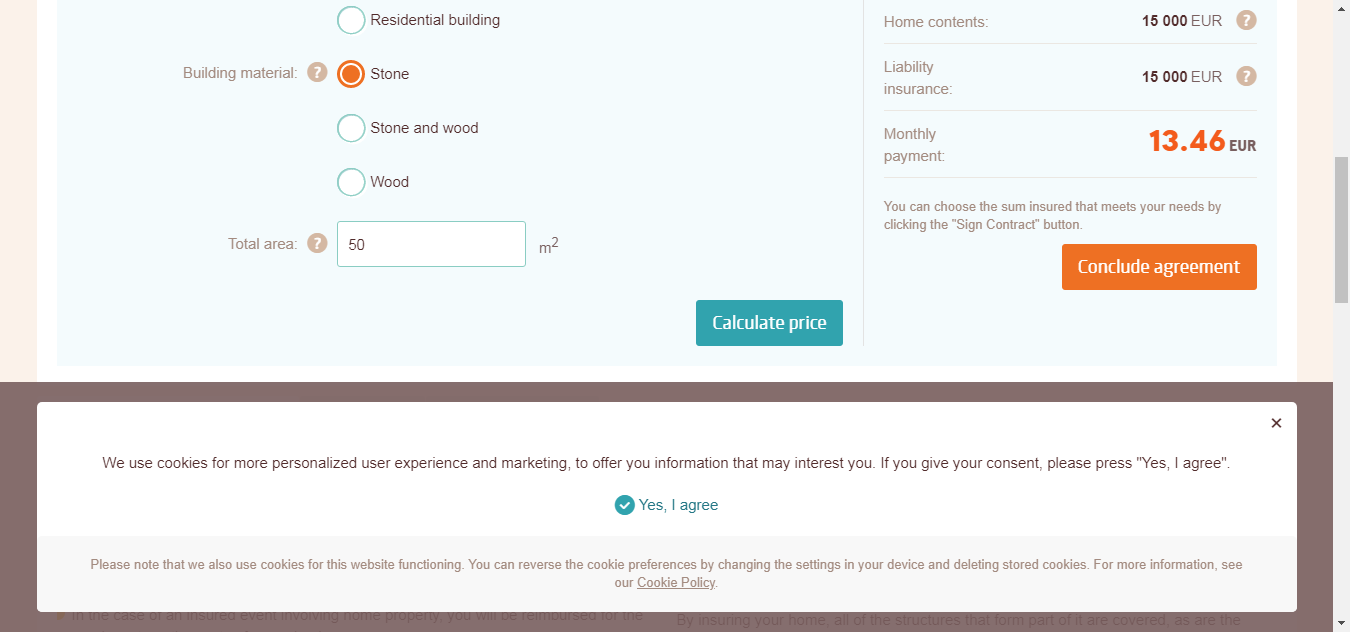 Residential building
Building material: ? Stone
Stone and wood
Wood
Total area: ? 50 m2
Calculate price
Home contents: 15 000 EUR ?
Liability
insurance: 15 000 EUR ?
Monthly
payment: 13.46 EUR
You can choose the sum insured that meets your needs by
clicking the "Sign Contract" button.
Conclude agreement
×
We use cookies for more personalized user experience and marketing, to offer you information that may interest you. If you give your consent, please press "Yes, I agree".
Yes, I agree
Please note that we also use cookies for this website functioning. You can reverse the cookie preferences by changing the settings in your device and deleting stored cookies. For more information, see
our Cookie Policy.
In the case of an insured event involving home property, you will be reimbursed for the
By insuring your home, all of the structures that form part of it are covered, as are the